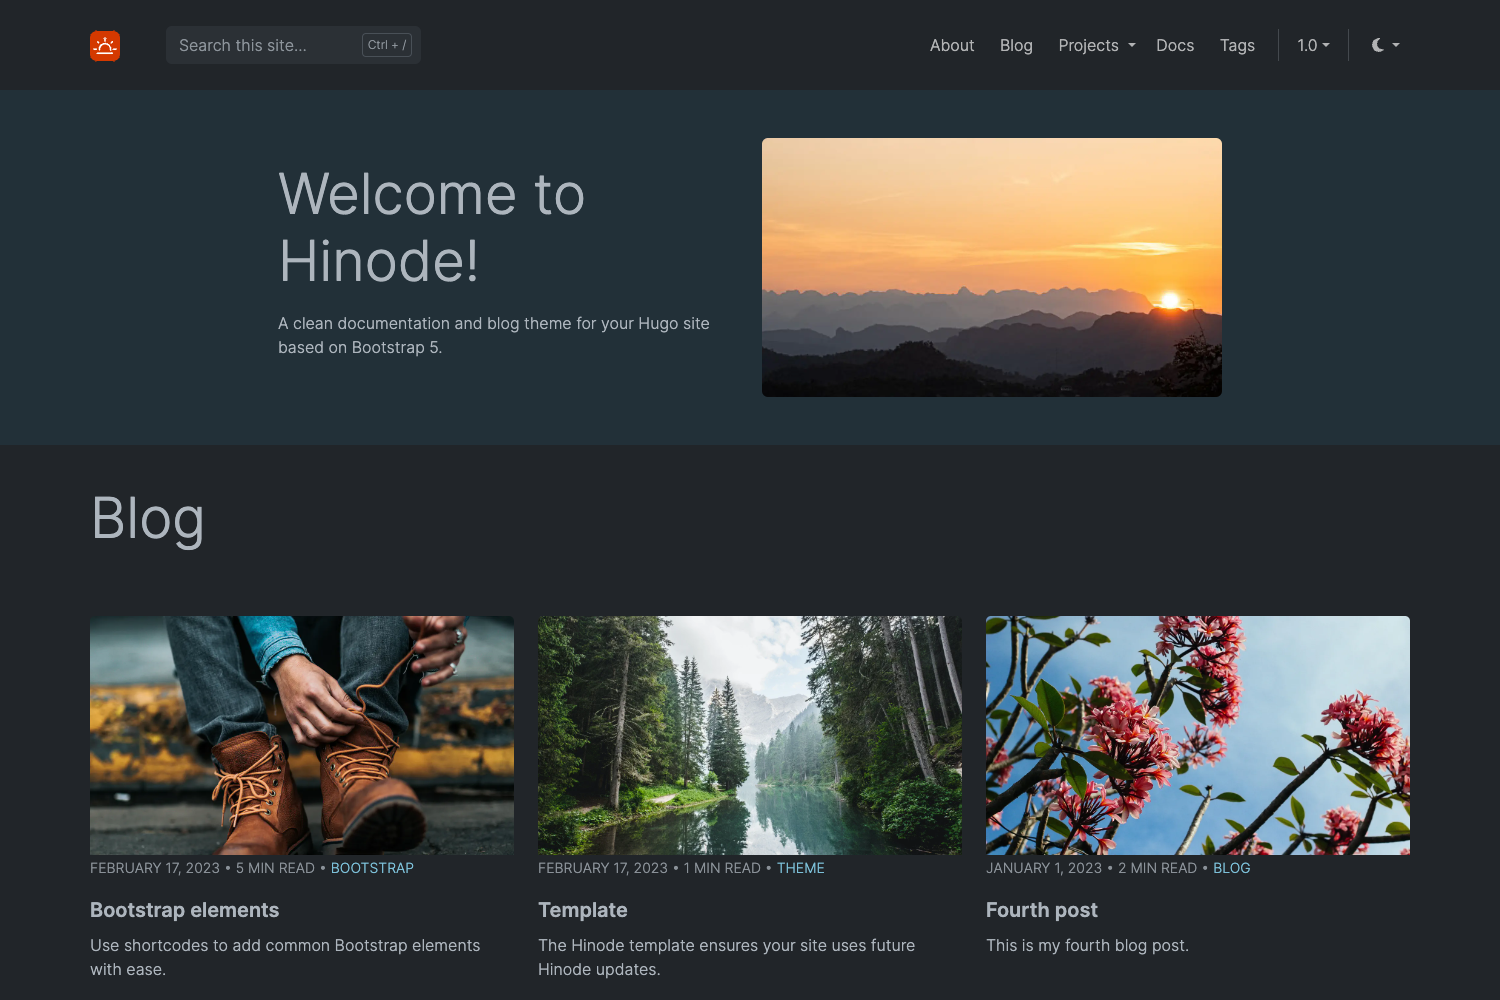 Search this site...
Ctrl + /
About
Blog
Projects
Docs
Tags
1.0
Welcome to
Hinode!
A clean documentation and blog theme for your Hugo site
based on Bootstrap 5.
Blog
FEBRUARY 17, 2023 • 5 MIN READ • BOOTSTRAP
Bootstrap elements
Use shortcodes to add common Bootstrap elements
with ease.
FEBRUARY 17, 2023 • 1 MIN READ • THEME
Template
The Hinode template ensures your site uses future
Hinode updates.
JANUARY 1, 2023 • 2 MIN READ • BLOG
Fourth post
This is my fourth blog post.